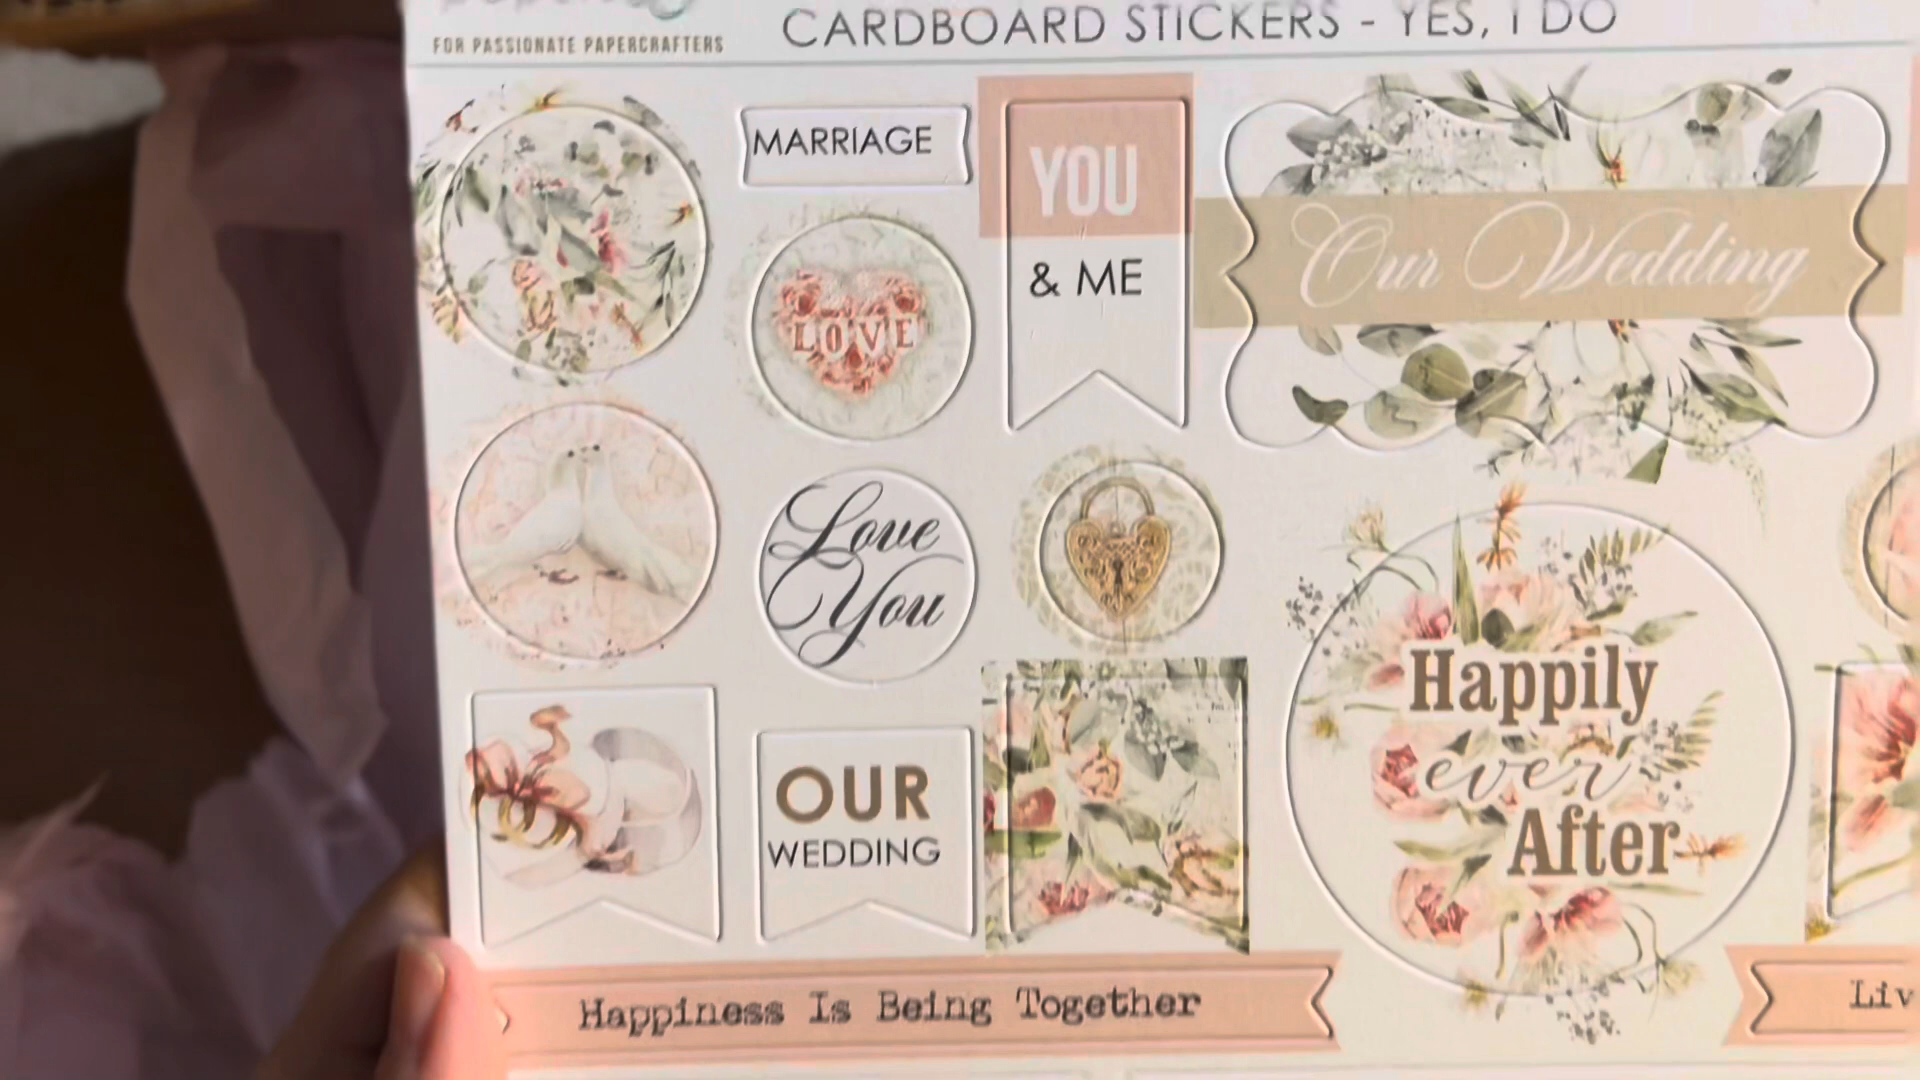 FOR PASSIONATE PAPERCRAFTERS
CARDBOARD STICKERS - YES, I DO
MARRIAGE
YOU
& ME
Our Wedding
LOVE
Love
You
Happily
ever
After
OUR
WEDDING
Happiness Is Being Together
Liv